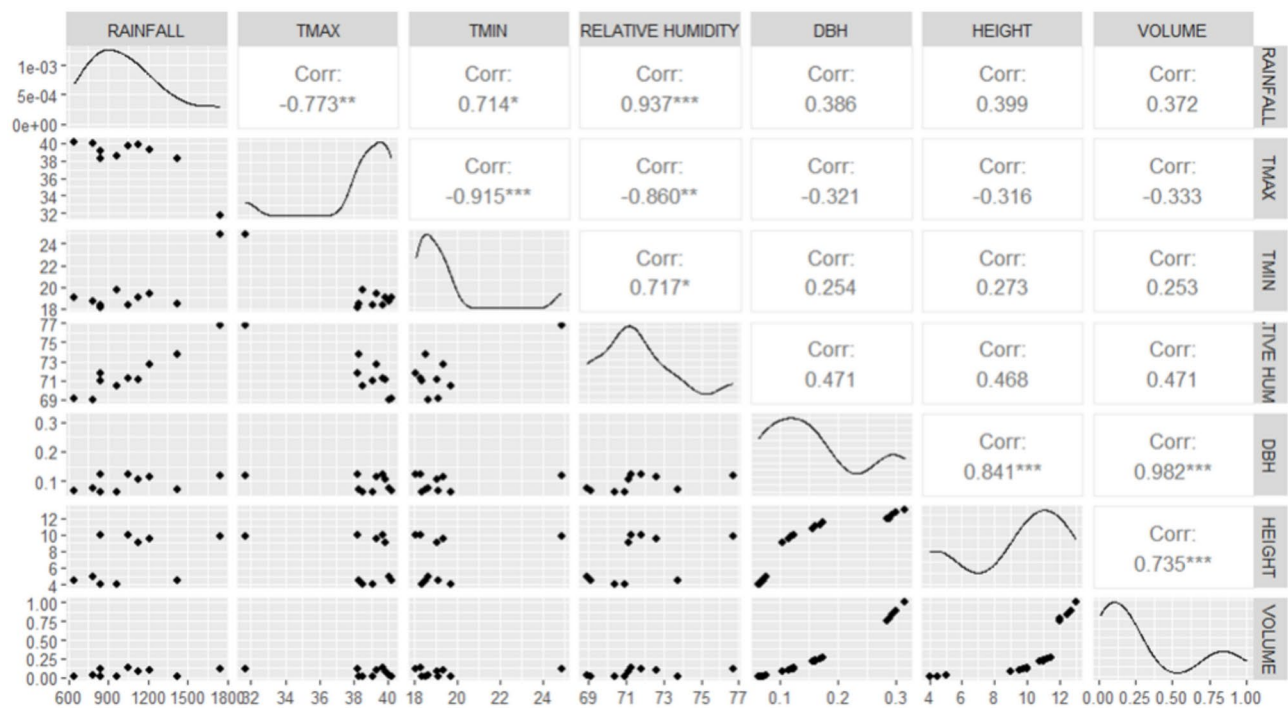 RAINFALL TMAX TMIN RELATIVE HUMIDITY DBH HEIGHT VOLUME
1e-03
5e-04
0e+00
Corr: Corr: Corr: Corr: Corr: Corr:
-0.773** 0.714* 0.937*** 0.386 0.399 0.372
RAINFALL
40
38
36
34
32
Corr: Corr: Corr: Corr: Corr:
-0.915*** -0.860** -0.321 -0.316 -0.333
TMAX
24
22
20
18
Corr: Corr: Corr: Corr:
0.717* 0.254 0.273 0.253
TMIN
77
75
73
71
69
Corr: Corr: Corr:
0.471 0.468 0.471
TIVE HUM
0.3
0.2
0.1
Corr: Corr:
0.841*** 0.982***
DBH
12
10
8
6
4
Corr:
0.735***
HEIGHT
1.00
0.75
0.50
0.25
0.00
VOLUME
600 900 1200 1500 1800 32 34 36 38 40 18 20 22 24 69 71 73 75 77 0.1 0.2 0.3 4 6 8 10 12 0.00 0.25 0.50 0.75 1.00